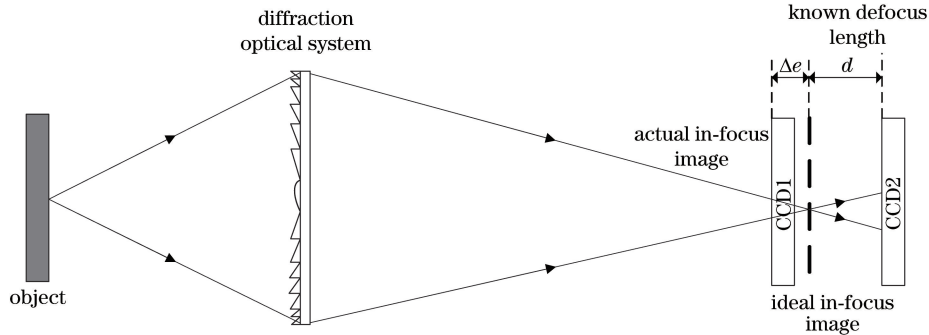 diffraction
optical system
known defocus
length
Δe
d
actual in-focus
image
CCD1
CCD2
object
ideal in-focus
image